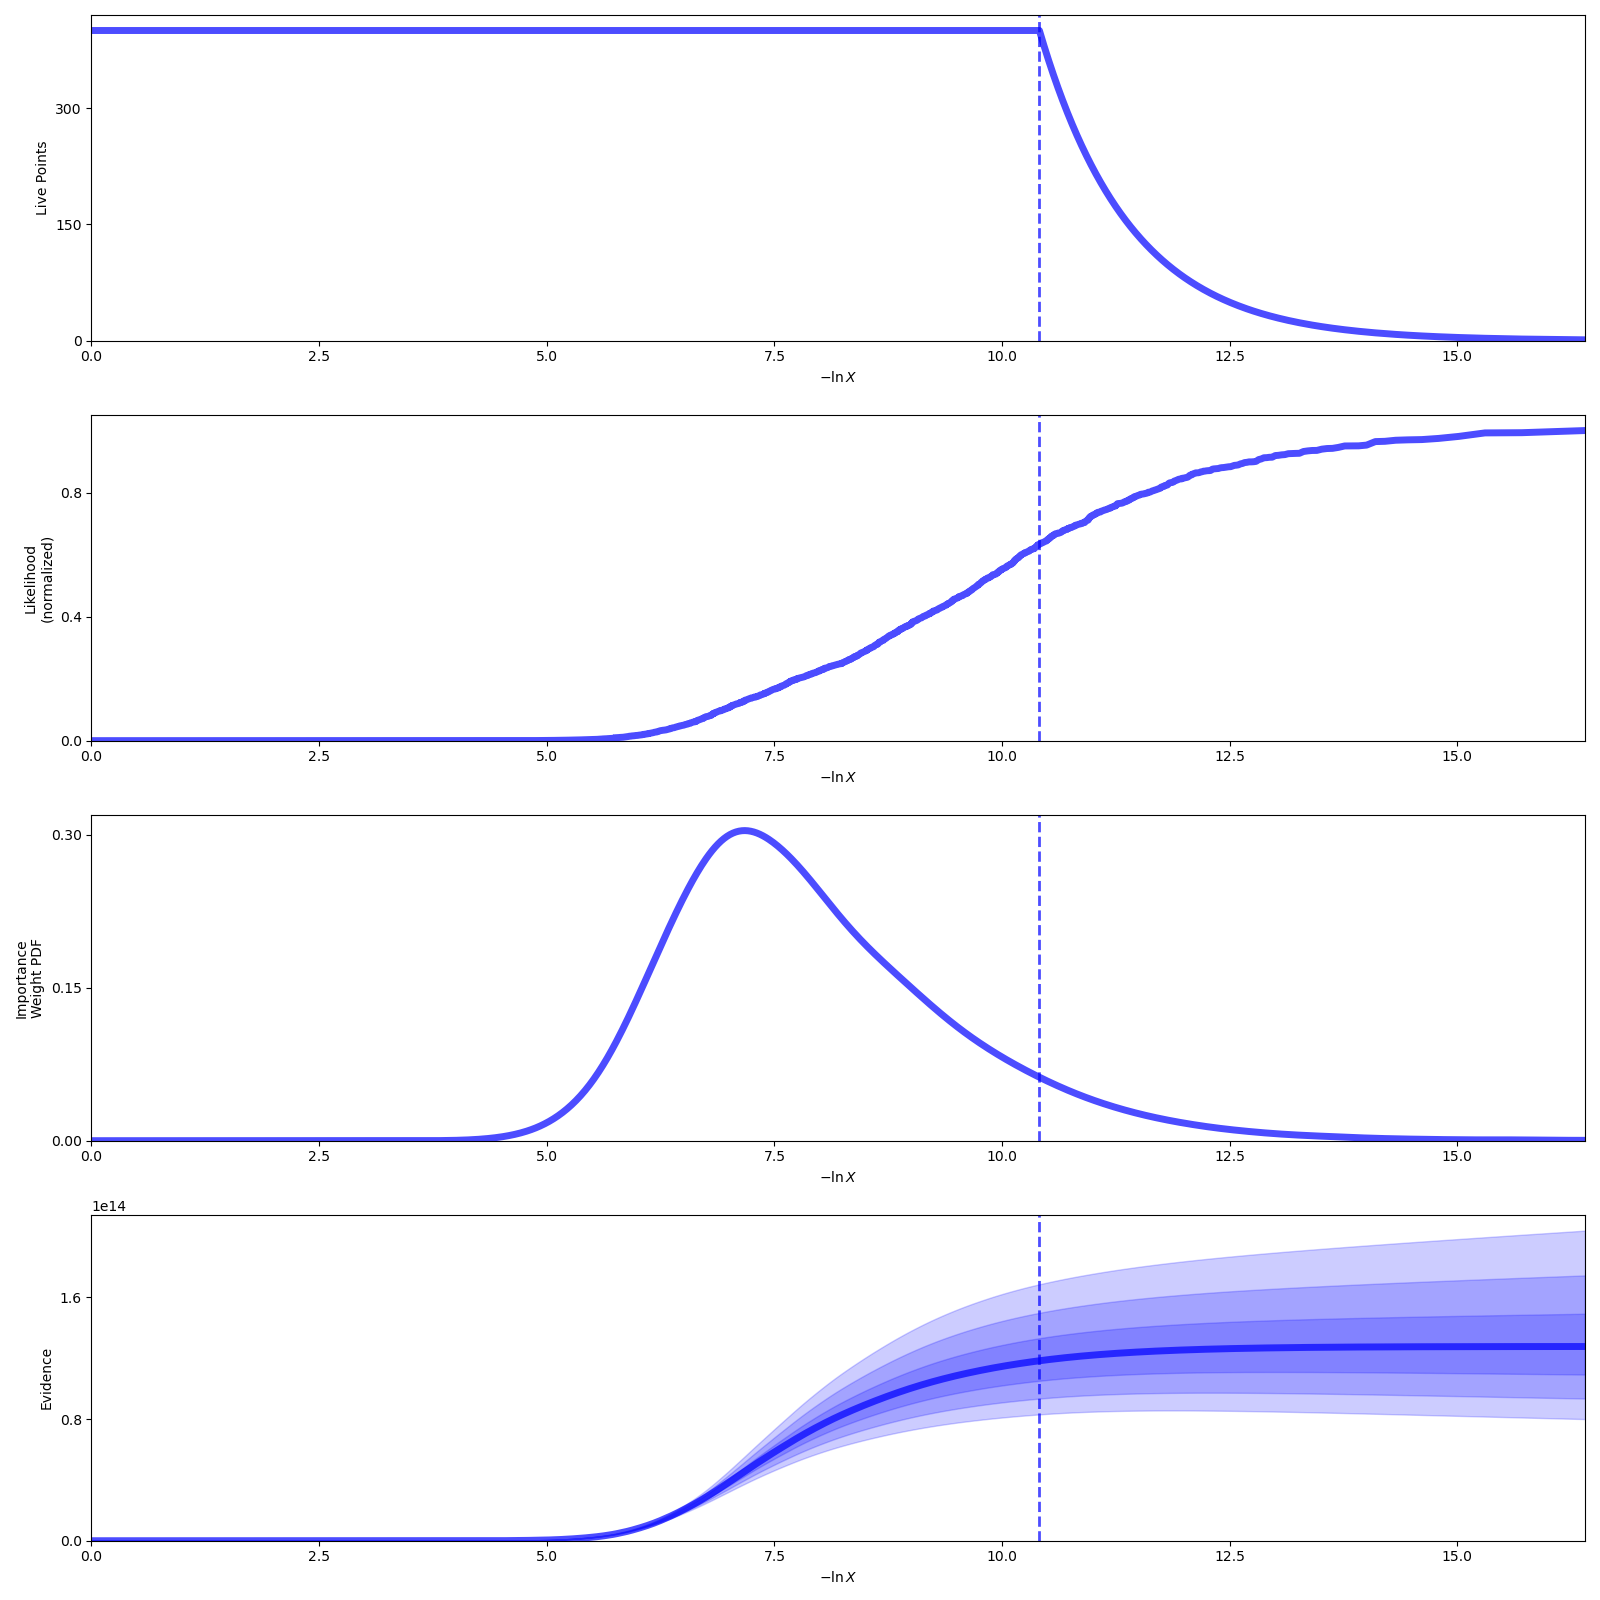 300
150
0
Live Points
0.0 2.5 5.0 7.5 10.0 12.5 15.0
−ln X
0.8
0.4
0.0
Likelihood
(normalized)
0.0 2.5 5.0 7.5 10.0 12.5 15.0
−ln X
0.30
0.15
0.00
Importance
Weight PDF
0.0 2.5 5.0 7.5 10.0 12.5 15.0
−ln X
1e14
1.6
0.8
0.0
Evidence
0.0 2.5 5.0 7.5 10.0 12.5 15.0
−ln X